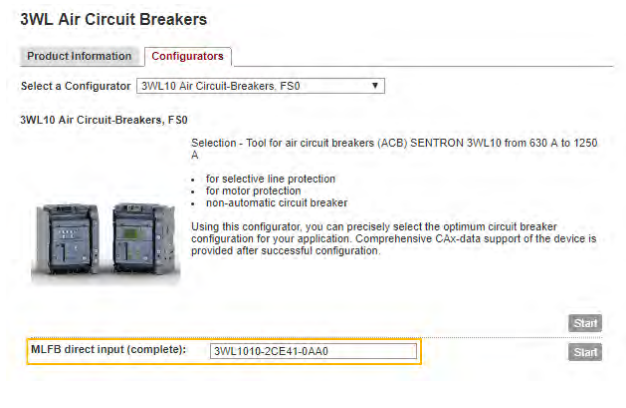 3WL Air Circuit Breakers
Product Information
Configurators
Select a Configurator
3WL10 Air Circuit-Breakers, FS0
3WL10 Air Circuit-Breakers, FS0
Selection - Tool for air circuit breakers (ACB) SENTRON 3WL10 from 630 A to 1250
A
• for selective line protection
• for motor protection
• non-automatic circuit breaker
Using this configurator, you can precisely select the optimum circuit breaker
configuration for your application. Comprehensive CAx-data support of the device is
provided after successful configuration.
Start
MLFB direct input (complete):
3WL1010-2CE41-0AA0
Start